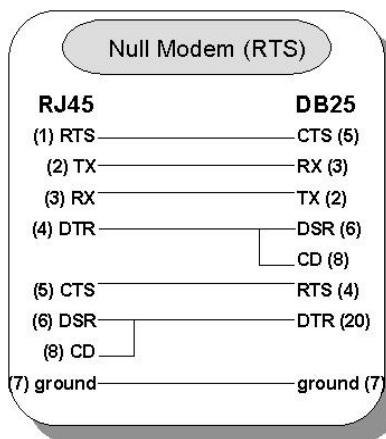 Null Modem (RTS)
RJ45 DB25
(1) RTS CTS (5)
(2) TX RX (3)
(3) RX TX (2)
(4) DTR DSR (6)
CD (8)
(5) CTS RTS (4)
(6) DSR DTR (20)
(8) CD
(7) ground ground (7)